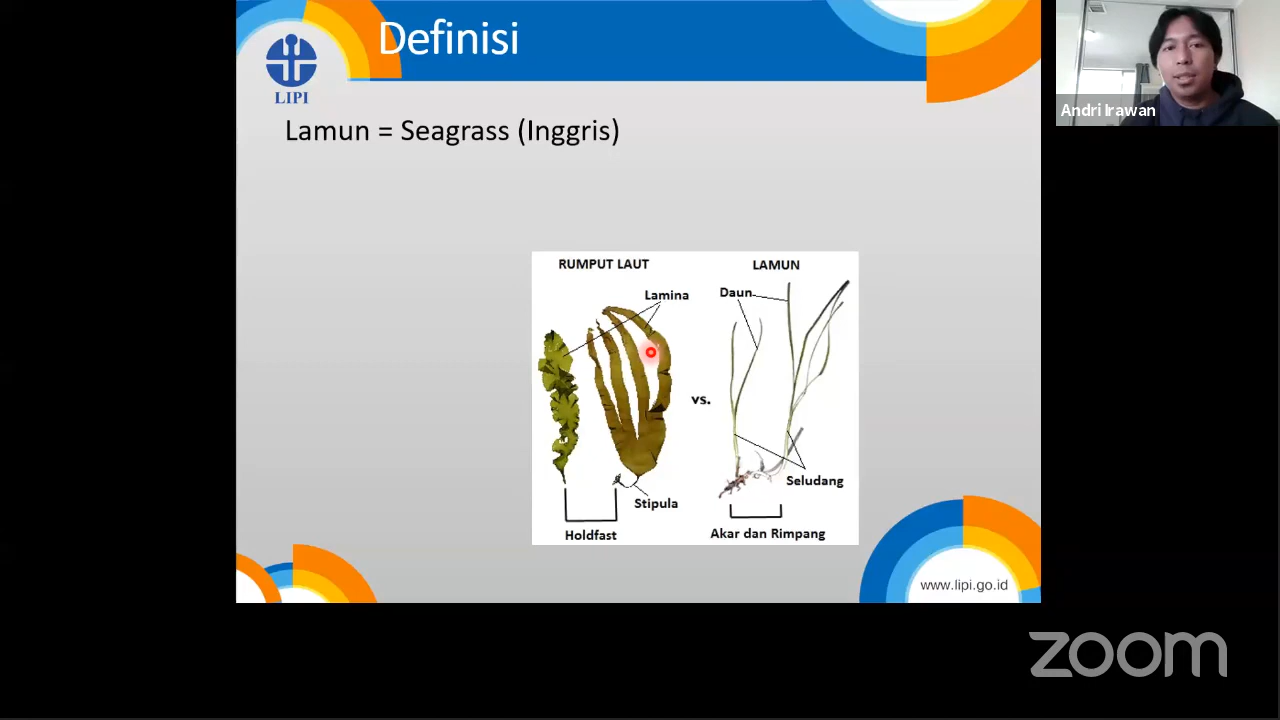 Definisi
LIPI
Andri Irawan
Lamun = Seagrass (Inggris)
RUMPUT LAUT
LAMUN
Lamina
Daun
vs.
Seludang
Stipula
Holdfast
Akar dan Rimpang
www.lipi.go.id
zoom